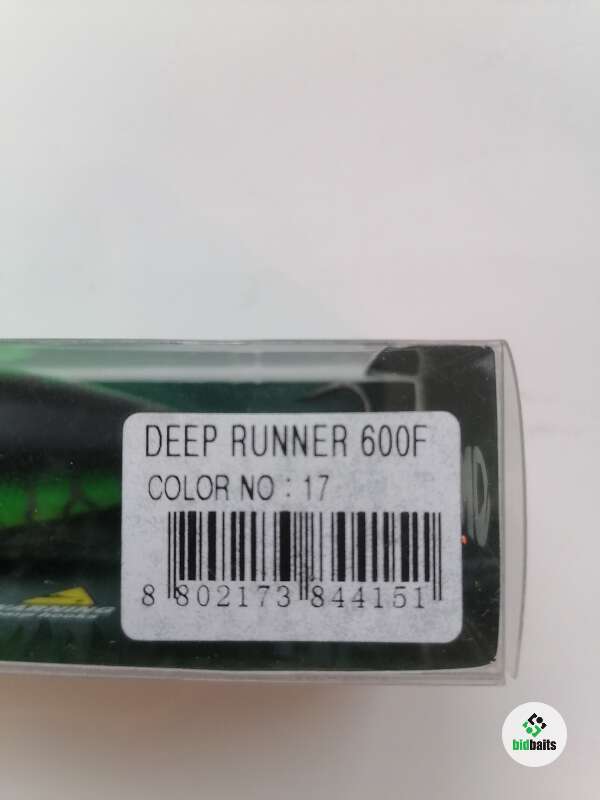 DEEP RUNNER 600F
COLOR NO : 17
8 802173 844151
bidbaits